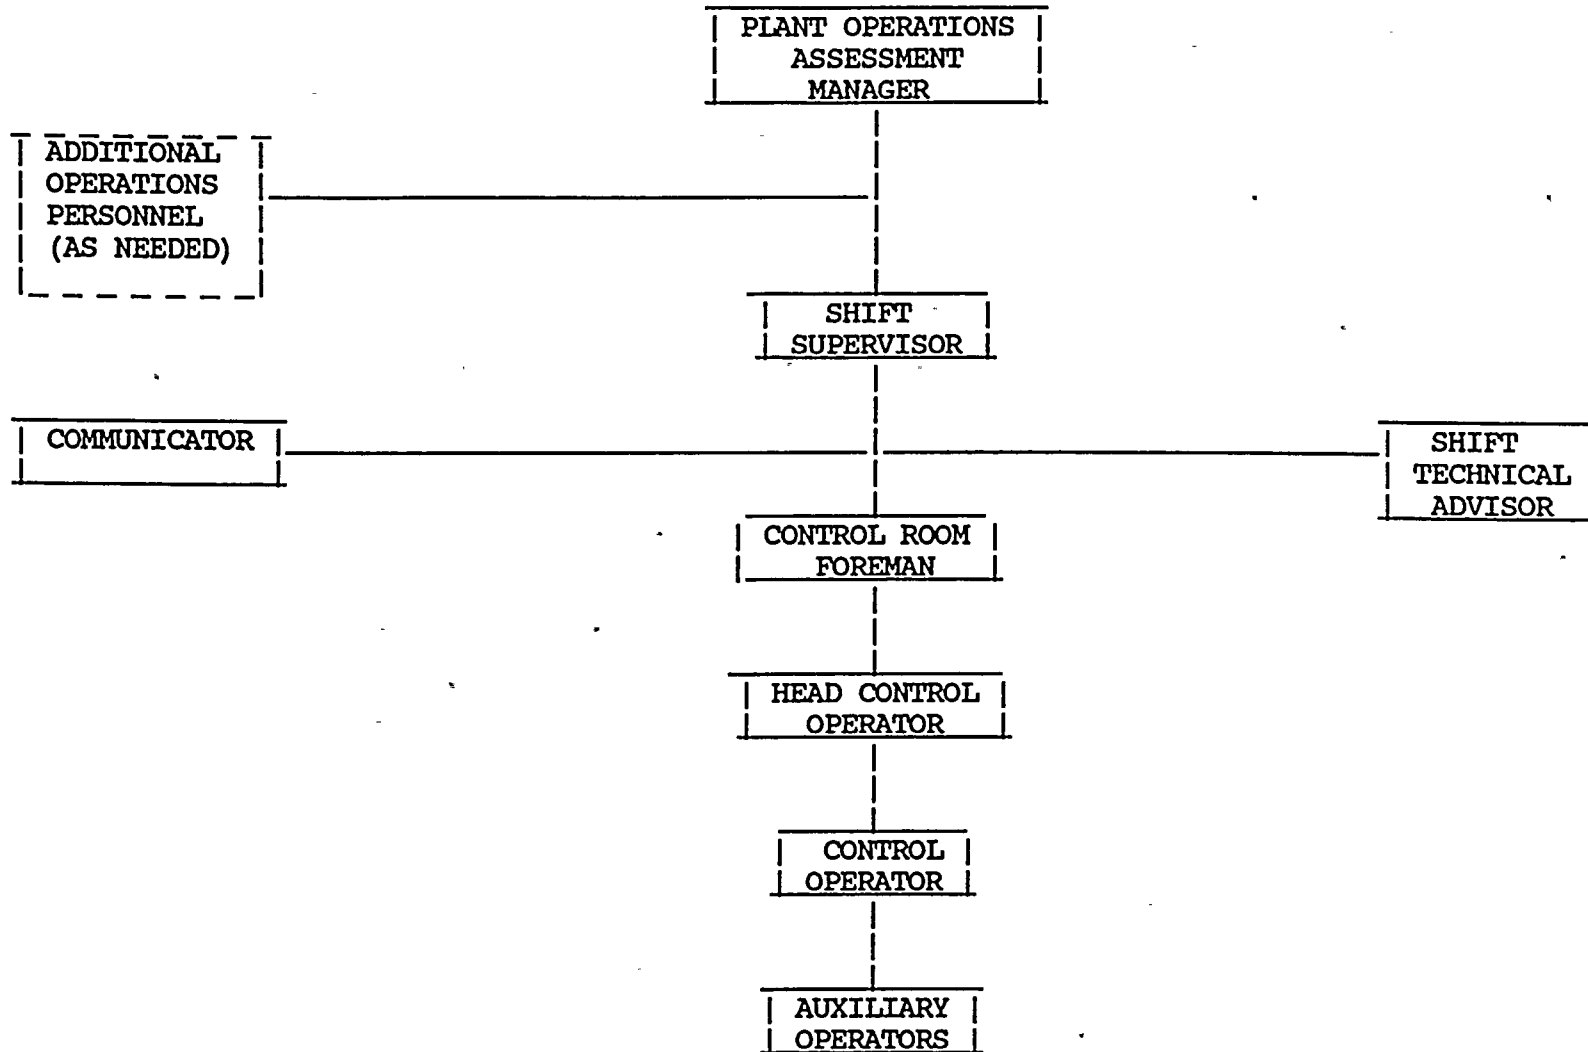 PLANT OPERATIONS
ASSESSMENT
MANAGER
ADDITIONAL
OPERATIONS
PERSONNEL
(AS NEEDED)
SHIFT
SUPERVISOR
COMMUNICATOR
SHIFT
TECHNICAL
ADVISOR
CONTROL ROOM
FOREMAN
HEAD CONTROL
OPERATOR
CONTROL
OPERATOR
AUXILIARY
OPERATORS